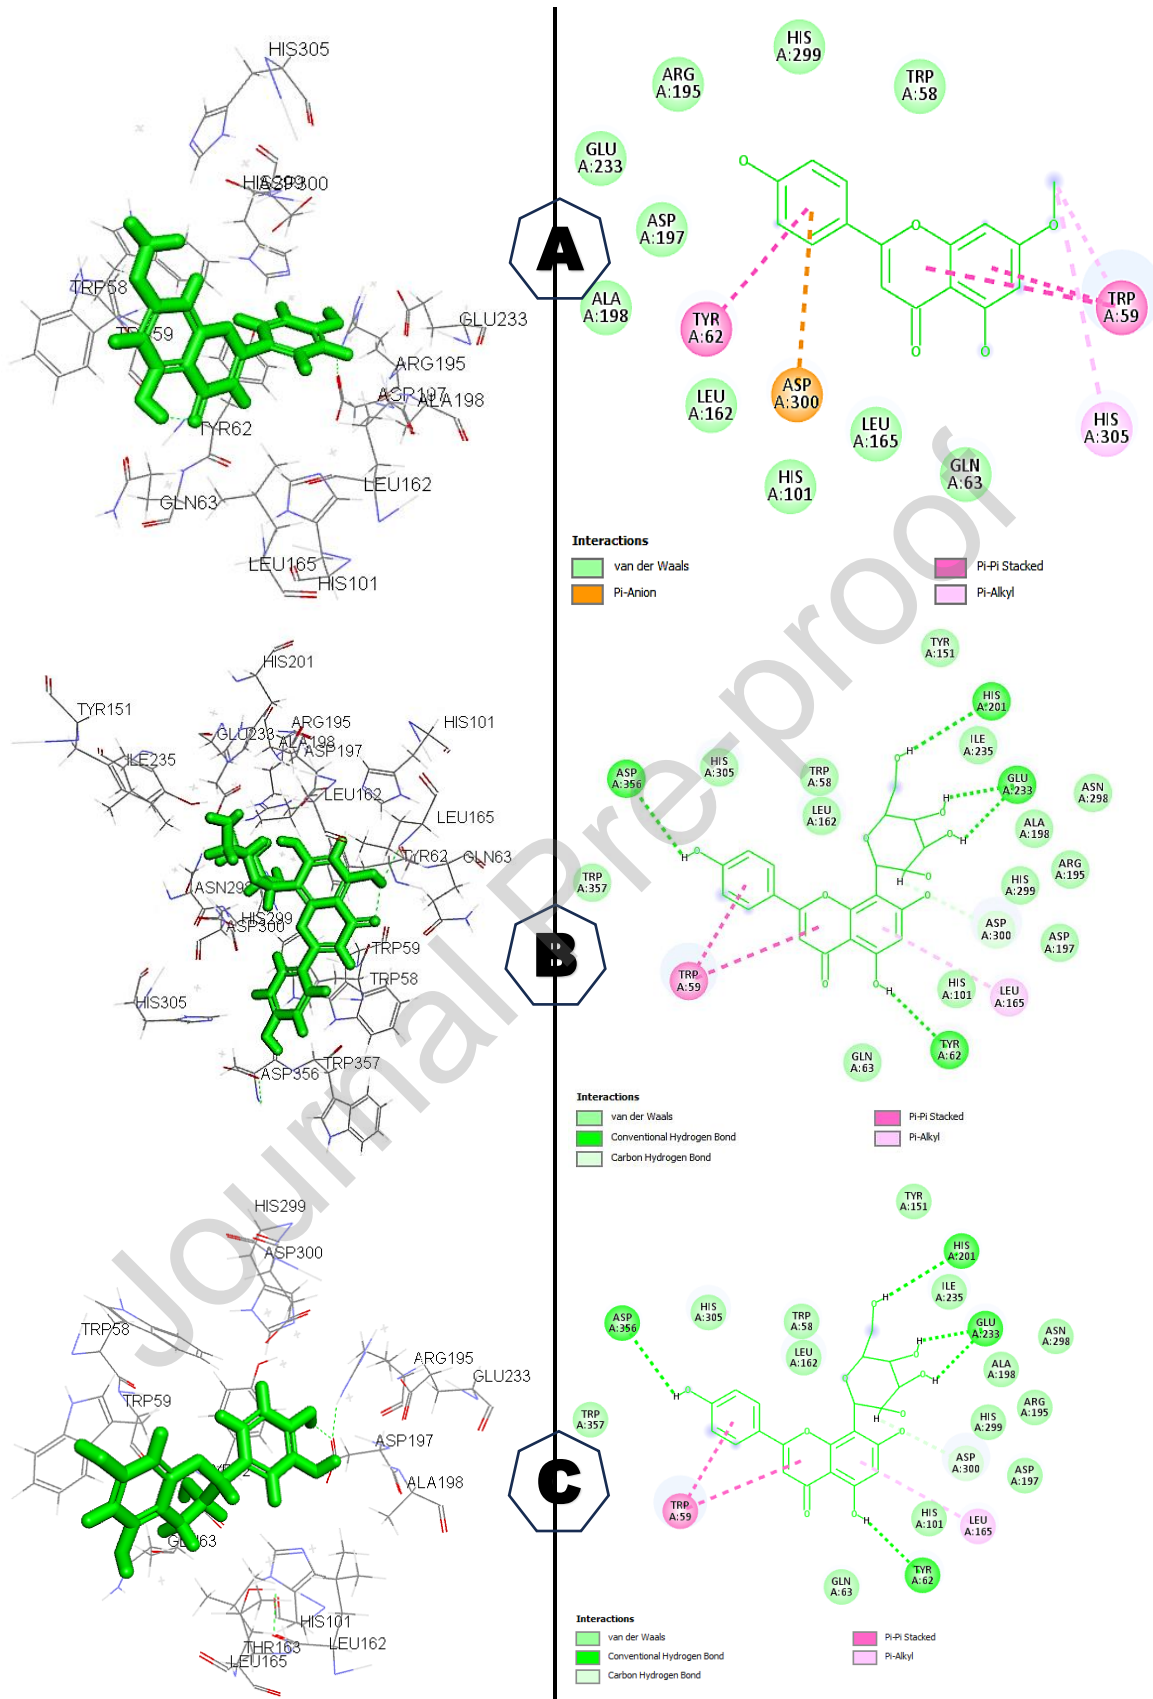 HIS305
ASP300
TRP58
GLU233
ARG195
ASP197
ALA198
TYR62
LEU162
GLN63
LEU165
HIS101
A
HIS
A:299
ARG
A:195
TRP
A:58
GLU
A:233
ASP
A:197
ALA
A:198
TYR
A:62
TRP
A:59
LEU
A:162
ASP
A:300
LEU
A:165
HIS
A:305
HIS
A:101
GLN
A:63
O
O
O
O
O
Interactions
van der Waals
Pi-Anion
Pi-Pi Stacked
Pi-Alkyl
HIS201
TYR151
ARG195
HIS101
GLU233
ALA198
ASP197
ILE235
LEU162
LEU165
TYR62
GLN63
ASN298
HIS299
ASP300
TRP59
TRP58
HIS305
TRP357
ASP356
B
TYR
A:151
HIS
A:201
ILE
A:235
HIS
A:305
TRP
A:58
ASP
A:356
GLU
A:233
ASN
A:298
LEU
A:162
ALA
A:198
ARG
A:195
TRP
A:357
HIS
A:299
ASP
A:300
ASP
A:197
TRP
A:59
HIS
A:101
LEU
A:165
TYR
A:62
GLN
A:63
Interactions
van der Waals
Conventional Hydrogen Bond
Carbon Hydrogen Bond
Pi-Pi Stacked
Pi-Alkyl
HIS299
ASP300
TRP58
ARG195
GLU233
TRP59
ASP197
ALA198
HIS101
THR163
LEU162
LEU165
C
TYR
A:151
HIS
A:201
ILE
A:235
HIS
A:305
TRP
A:58
ASP
A:356
GLU
A:233
ASN
A:298
LEU
A:162
ALA
A:198
ARG
A:195
TRP
A:357
HIS
A:299
ASP
A:300
ASP
A:197
TRP
A:59
HIS
A:101
LEU
A:165
TYR
A:62
GLN
A:63
Interactions
van der Waals
Conventional Hydrogen Bond
Carbon Hydrogen Bond
Pi-Pi Stacked
Pi-Alkyl
Journal Pre-proof